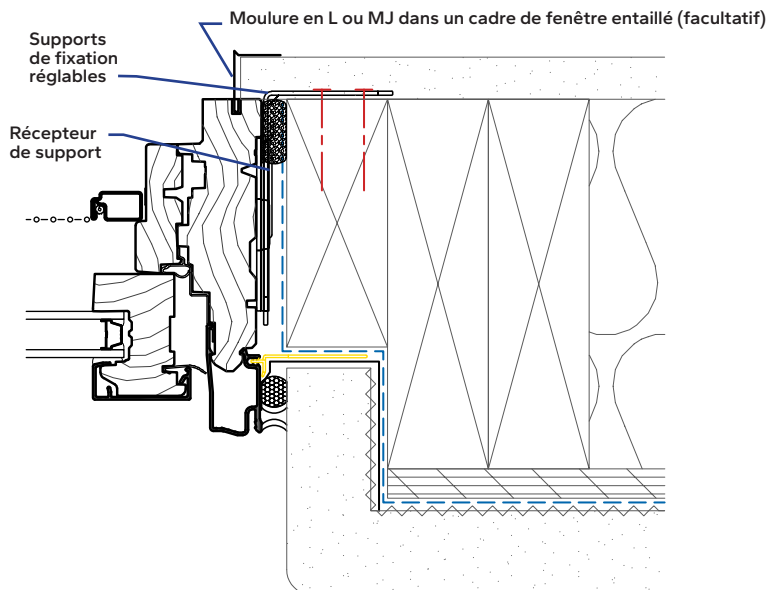 Moulure en L ou MJ dans un cadre de fenêtre entaillé (facultatif)
Supports
de fixation
réglables
Récepteur
de support